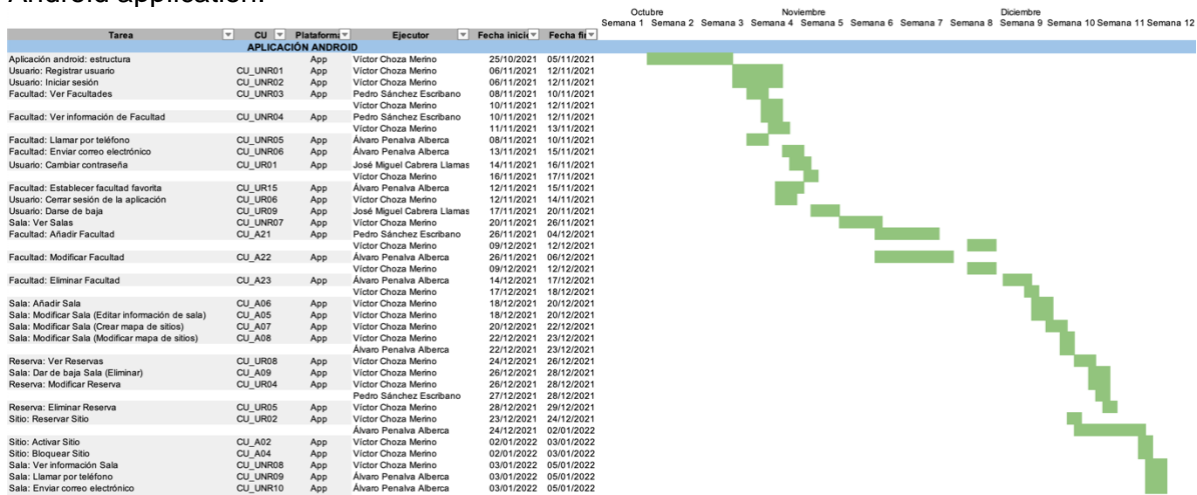 Android application.
Octubre Noviembre Diciembre
Semana 1 Semana 2 Semana 3 Semana 4 Semana 5 Semana 6 Semana 7 Semana 8 Semana 9 Semana 10 Semana 11 Semana 12
Tarea CU Plataforma Ejecutor Fecha inicio Fecha fin
APLICACIÓN ANDROID
Aplicación android: estructura App Víctor Choza Merino 25/10/2021 05/11/2021
Usuario: Registrar usuario CU_UNR01 App Víctor Choza Merino 06/11/2021 12/11/2021
Usuario: Iniciar sesión CU_UNR02 App Víctor Choza Merino 06/11/2021 12/11/2021
Facultad: Ver Facultades CU_UNR03 App Pedro Sánchez Escribano 08/11/2021 10/11/2021
Víctor Choza Merino 10/11/2021 12/11/2021
Facultad: Ver información de Facultad CU_UNR04 App Pedro Sánchez Escribano 10/11/2021 12/11/2021
Víctor Choza Merino 11/11/2021 13/11/2021
Facultad: Llamar por teléfono CU_UNR05 App Álvaro Penalva Alberca 08/11/2021 10/11/2021
Facultad: Enviar correo electrónico CU_UNR06 App Álvaro Penalva Alberca 13/11/2021 15/11/2021
Usuario: Cambiar contraseña CU_UR01 App José Miguel Cabrera Llamas 14/11/2021 16/11/2021
Víctor Choza Merino 16/11/2021 17/11/2021
Facultad: Establecer facultad favorita CU_UR15 App Álvaro Penalva Alberca 12/11/2021 15/11/2021
Usuario: Cerrar sesión de la aplicación CU_UR06 App Víctor Choza Merino 12/11/2021 14/11/2021
Usuario: Darse de baja CU_UR09 App José Miguel Cabrera Llamas 17/11/2021 20/11/2021
Sala: Ver Salas CU_UNR07 App Víctor Choza Merino 20/11/2021 26/11/2021
Facultad: Añadir Facultad CU_A21 App Pedro Sánchez Escribano 26/11/2021 04/12/2021
Víctor Choza Merino 09/12/2021 12/12/2021
Facultad: Modificar Facultad CU_A22 App Álvaro Penalva Alberca 26/11/2021 06/12/2021
Víctor Choza Merino 09/12/2021 12/12/2021
Facultad: Eliminar Facultad CU_A23 App Álvaro Penalva Alberca 14/12/2021 17/12/2021
Víctor Choza Merino 17/12/2021 18/12/2021
Sala: Añadir Sala CU_A06 App Víctor Choza Merino 18/12/2021 20/12/2021
Sala: Modificar Sala (Editar información de sala) CU_A05 App Víctor Choza Merino 18/12/2021 20/12/2021
Sala: Modificar Sala (Crear mapa de sitios) CU_A07 App Víctor Choza Merino 20/12/2021 22/12/2021
Sala: Modificar Sala (Modificar mapa de sitios) CU_A08 App Víctor Choza Merino 22/12/2021 23/12/2021
Álvaro Penalva Alberca 22/12/2021 23/12/2021
Reserva: Ver Reservas CU_UR08 App Víctor Choza Merino 24/12/2021 26/12/2021
Sala: Dar de baja Sala (Eliminar) CU_A09 App Víctor Choza Merino 26/12/2021 28/12/2021
Reserva: Modificar Reserva CU_UR04 App Víctor Choza Merino 26/12/2021 28/12/2021
Pedro Sánchez Escribano 27/12/2021 28/12/2021
Reserva: Eliminar Reserva CU_UR05 App Víctor Choza Merino 28/12/2021 29/12/2021
Sitio: Reservar Sitio CU_UR02 App Víctor Choza Merino 23/12/2021 24/12/2021
Álvaro Penalva Alberca 24/12/2021 02/01/2022
Sitio: Activar Sitio CU_A02 App Víctor Choza Merino 02/01/2022 03/01/2022
Sitio: Bloquear Sitio CU_A04 App Víctor Choza Merino 02/01/2022 03/01/2022
Sala: Ver información Sala CU_UNR08 App Víctor Choza Merino 03/01/2022 05/01/2022
Sala: Llamar por teléfono CU_UNR09 App Álvaro Penalva Alberca 03/01/2022 05/01/2022
Sala: Enviar correo electrónico CU_UNR10 App Álvaro Penalva Alberca 03/01/2022 05/01/2022